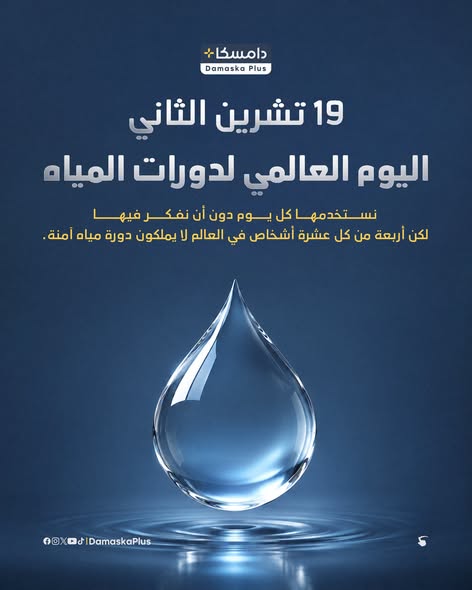 دامسكا+
Damaska Plus
19 تشرين الثاني
اليوم العالمي لدورات المياه
نستخدمها كل يوم دون أن نفكر فيها
لكن أربعة من كل عشرة أشخاص في العالم لا يملكون دورة مياه آمنة.
DamaskaPlus